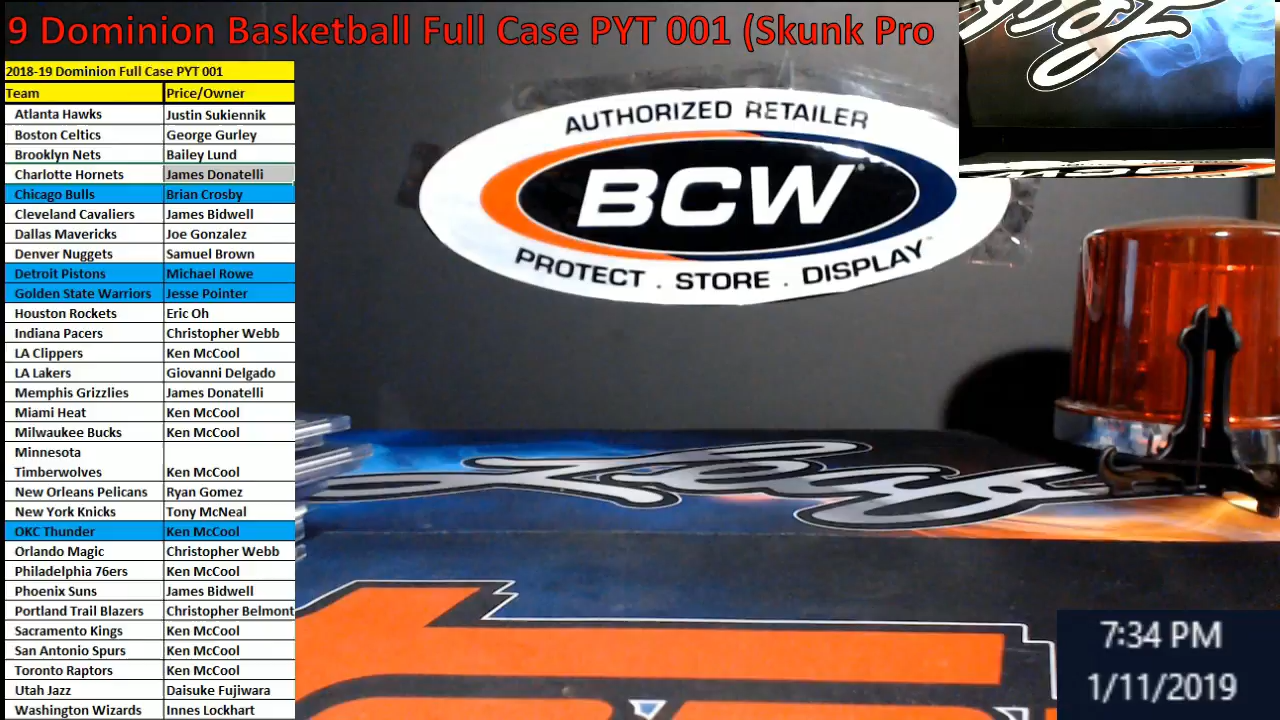 9 Dominion Basketball Full Case PYT 001 (Skunk Pro
2018-19 Dominion Full Case PYT 001
Team Price/Owner
Atlanta Hawks Justin Sukiennik
Boston Celtics George Gurley
Brooklyn Nets Bailey Lund
Charlotte Hornets James Donatelli
Chicago Bulls Brian Crosby
Cleveland Cavaliers James Bidwell
Dallas Mavericks Joe Gonzalez
Denver Nuggets Samuel Brown
Detroit Pistons Michael Rowe
Golden State Warriors Jesse Pointer
Houston Rockets Eric Oh
Indiana Pacers Christopher Webb
LA Clippers Ken McCool
LA Lakers Giovanni Delgado
Memphis Grizzlies James Donatelli
Miami Heat Ken McCool
Milwaukee Bucks Ken McCool
Minnesota
Timberwolves Ken McCool
New Orleans Pelicans Ryan Gomez
New York Knicks Tony McNeal
OKC Thunder Ken McCool
Orlando Magic Christopher Webb
Philadelphia 76ers Ken McCool
Phoenix Suns James Bidwell
Portland Trail Blazers Christopher Belmont
Sacramento Kings Ken McCool
San Antonio Spurs Ken McCool
Toronto Raptors Ken McCool
Utah Jazz Daisuke Fujiwara
Washington Wizards Innes Lockhart
AUTHORIZED RETAILER
BCW®
PROTECT . STORE . DISPLAY™
7:34 PM
1/11/2019